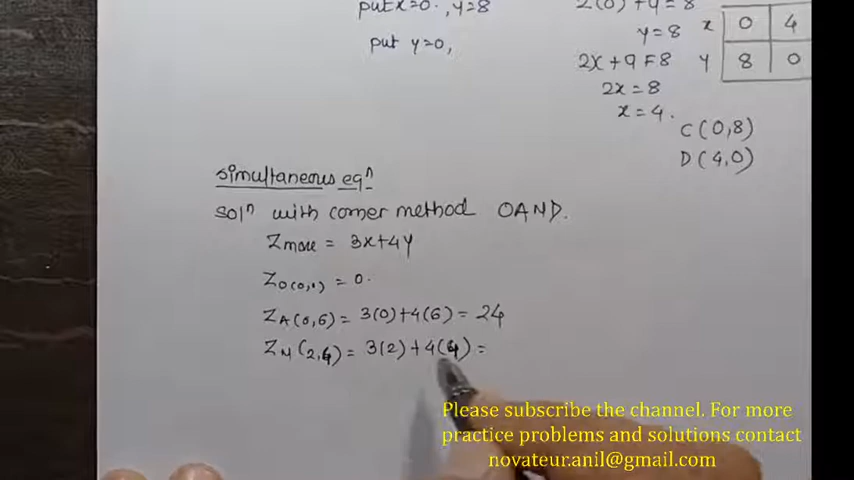 put x=0. , y=8
2(0)+y=8
put y=0,
y=8
x 0 4
y 8 0
2x+9=8
2x=8
x=4.
C(0,8)
D(4,0)
simultaneous eqⁿ
solⁿ with corner method OAND.
Zmax = 3x+4y
ZO(0,0) = 0.
ZA(0,6) = 3(0)+4(6) = 24
ZN(2,4) = 3(2)+4(4) =
Please subscribe the channel. For more
practice problems and solutions contact
novateur.anil@gmail.com